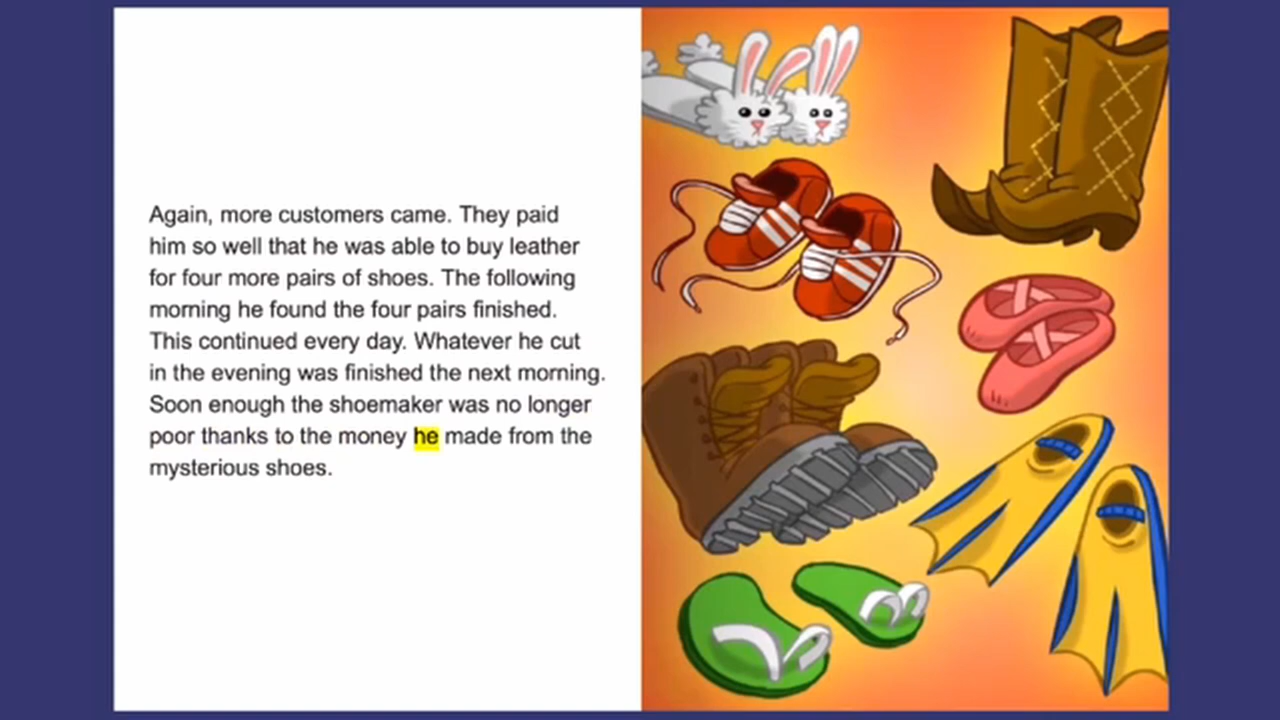 Again, more customers came. They paid
him so well that he was able to buy leather
for four more pairs of shoes. The following
morning he found the four pairs finished.
This continued every day. Whatever he cut
in the evening was finished the next morning.
Soon enough the shoemaker was no longer
poor thanks to the money he made from the
mysterious shoes.